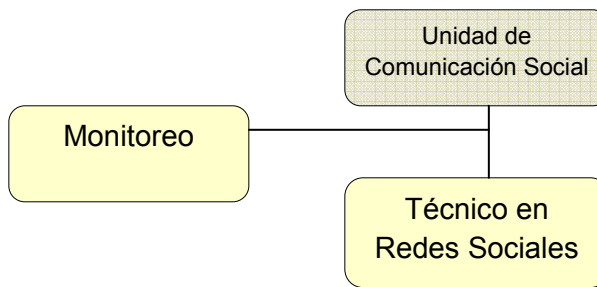 Unidad de
Comunicación Social
Monitoreo
Técnico en
Redes Sociales